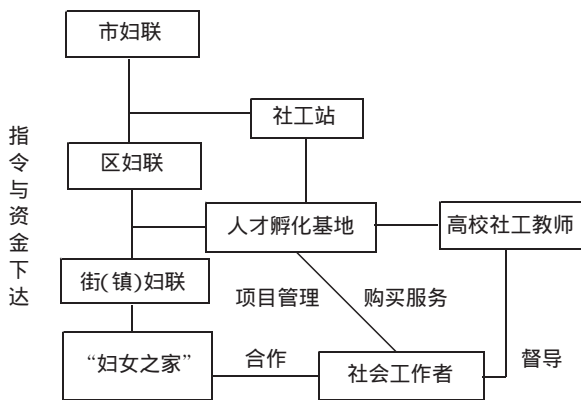 市妇联
社工站
区妇联
指令与资金下达
人才孵化基地
高校社工教师
街(镇)妇联
项目管理
购买服务
“妇女之家”
合作
社会工作者
督导